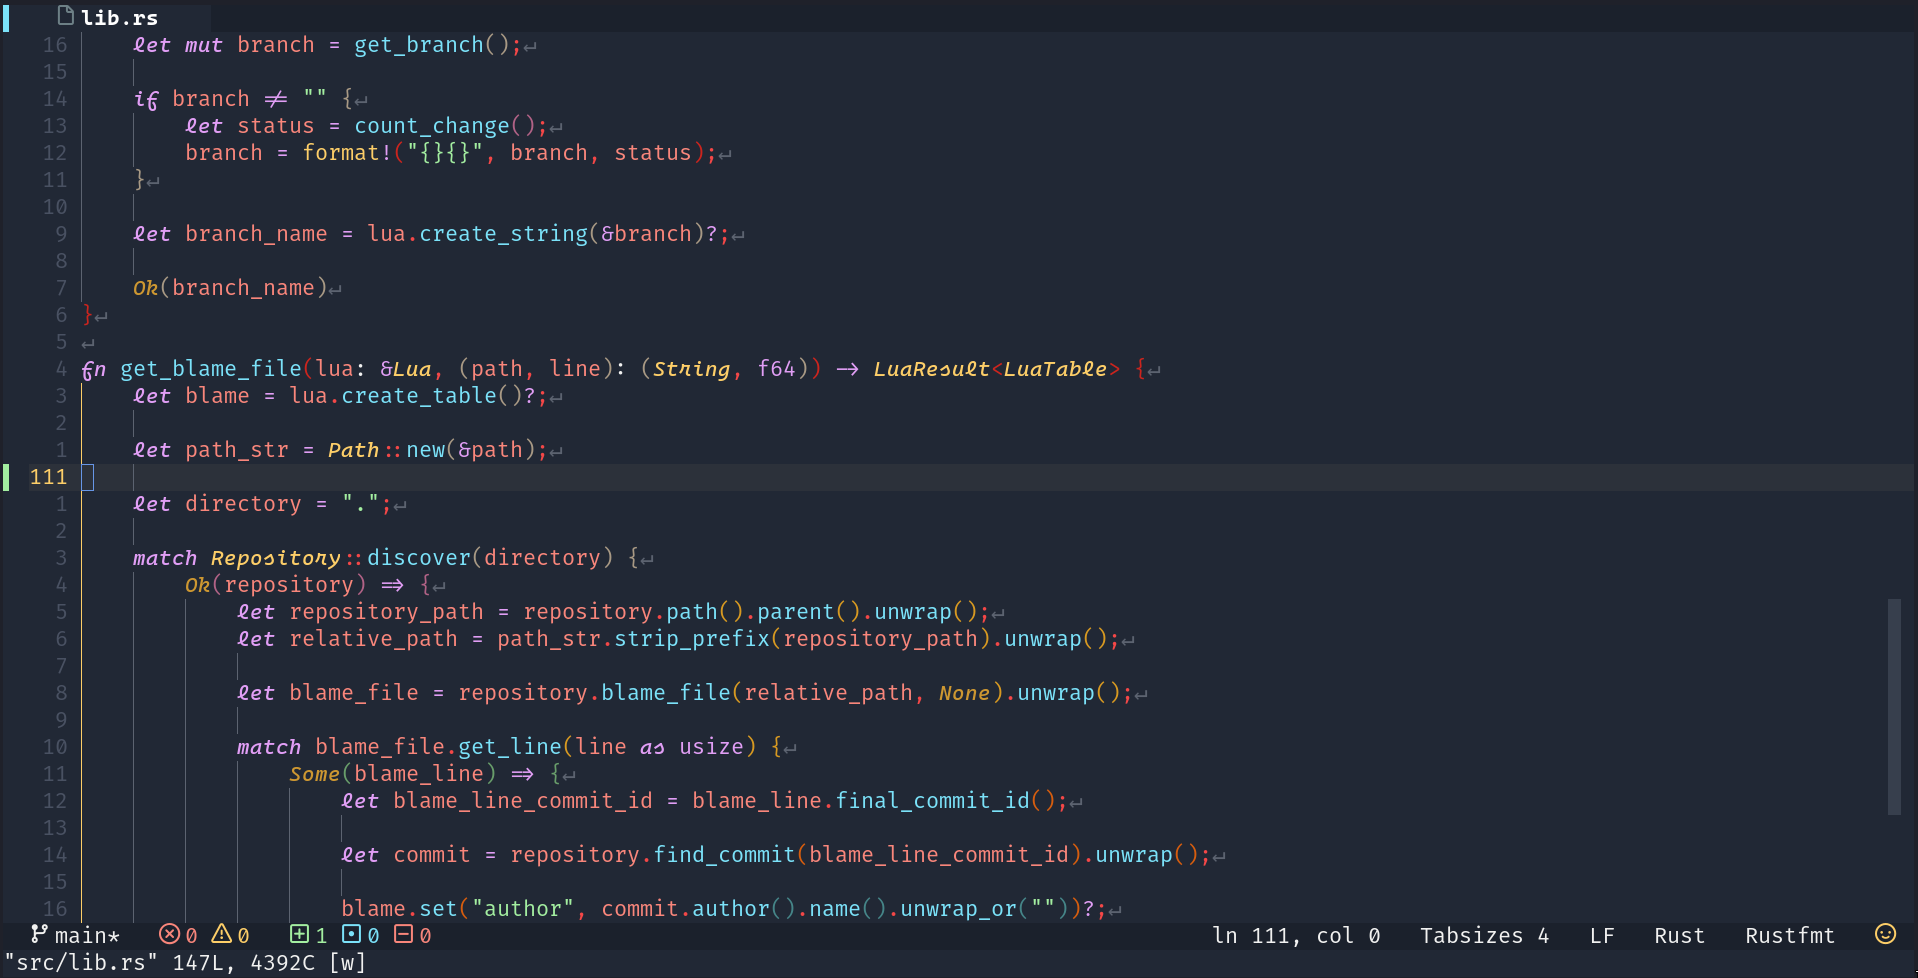 lib.rs
16 let mut branch = get_branch();↵
15
14 if branch ≠ "" {↵
13 let status = count_change();↵
12 branch = format!("{}{}", branch, status);↵
11 }↵
10
9 let branch_name = lua.create_string(&branch)?;↵
8
7 Ok(branch_name)↵
6 }↵
5 ↵
4 fn get_blame_file(lua: &Lua, (path, line): (String, f64)) → LuaResult<LuaTable> {↵
3 let blame = lua.create_table()?;↵
2
1 let path_str = Path::new(&path);↵
111
1 let directory = ".";↵
2
3 match Repository::discover(directory) {↵
4 Ok(repository) ⇒ {↵
5 let repository_path = repository.path().parent().unwrap();↵
6 let relative_path = path_str.strip_prefix(repository_path).unwrap();↵
7
8 let blame_file = repository.blame_file(relative_path, None).unwrap();↵
9
10 match blame_file.get_line(line as usize) {↵
11 Some(blame_line) ⇒ {↵
12 let blame_line_commit_id = blame_line.final_commit_id();↵
13
14 let commit = repository.find_commit(blame_line_commit_id).unwrap();↵
15
16 blame.set("author", commit.author().name().unwrap_or(""))?;↵
main* 0 0 1 0 0 ln 111, col 0 Tabsizes 4 LF Rust Rustfmt
"src/lib.rs" 147L, 4392C [w]